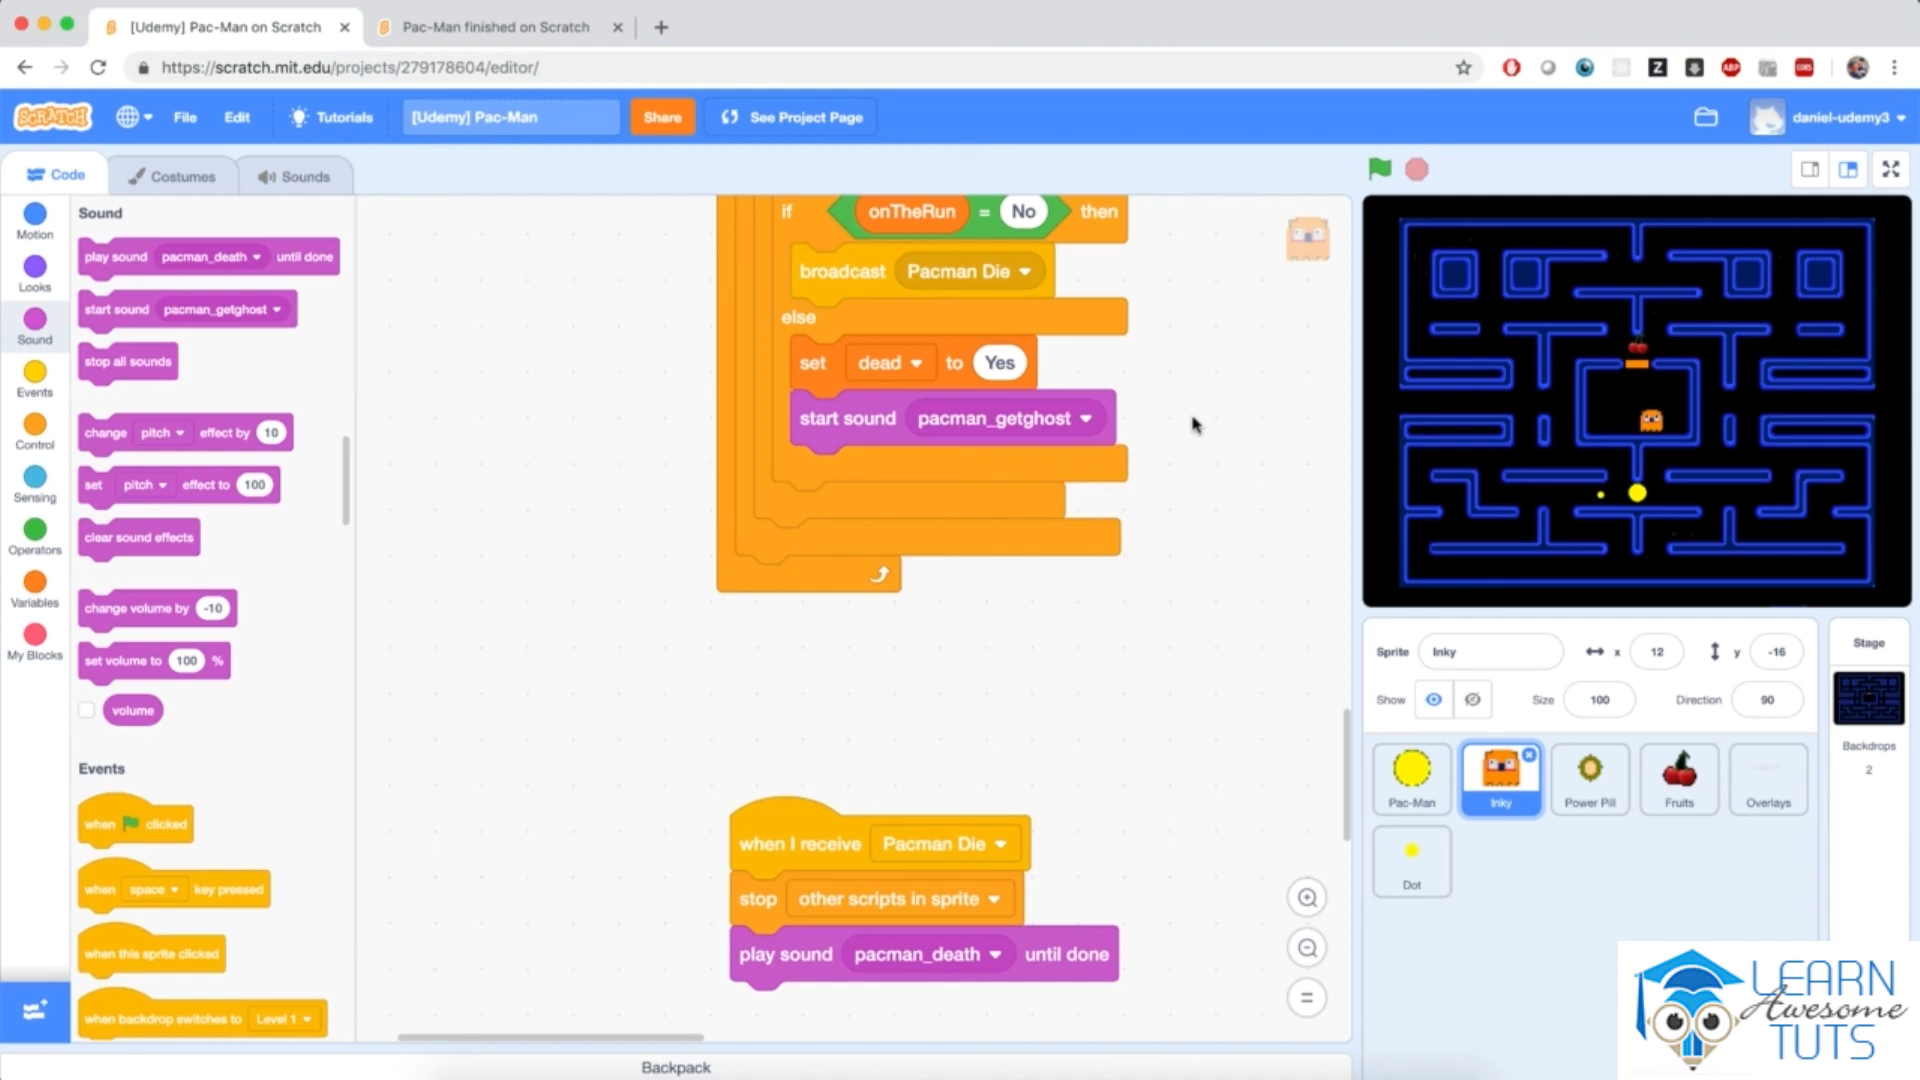 [Udemy] Pac-Man on Scratch
Pac-Man finished on Scratch
https://scratch.mit.edu/projects/279178604/editor/
Z
ABP
CORS
SCRATCH
File
Edit
Tutorials
[Udemy] Pac-Man
Share
See Project Page
daniel-udemy3
Code
Costumes
Sounds
Motion
Looks
Sound
Events
Control
Sensing
Operators
Variables
My Blocks
Sound
play sound pacman_death until done
start sound pacman_getghost
stop all sounds
change pitch effect by 10
set pitch effect to 100
clear sound effects
change volume by -10
set volume to 100 %
volume
Events
when clicked
when space key pressed
when this sprite clicked
when backdrop switches to Level 1
if onTheRun = No then
broadcast Pacman Die
else
set dead to Yes
start sound pacman_getghost
when I receive Pacman Die
stop other scripts in sprite
play sound pacman_death until done
Backpack
Sprite Inky x 12 y -16
Show Size 100 Direction 90
Pac-Man
Inky
Power Pill
Fruits
Overlays
Dot
Stage
Backdrops
2
LEARN
Awesome
TUTS